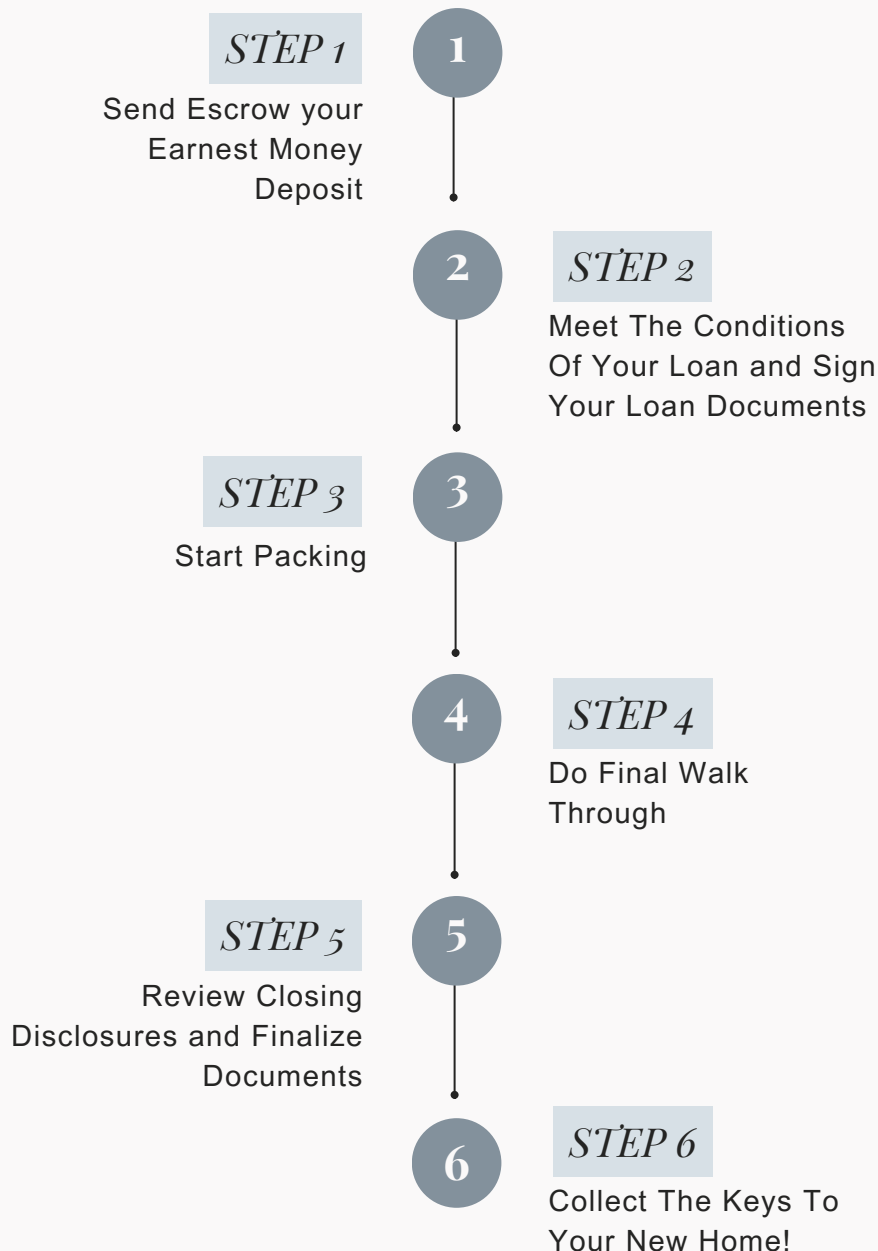 STEP 1
1
Send Escrow your
Earnest Money
Deposit
2
STEP 2
Meet The Conditions
Of Your Loan and Sign
Your Loan Documents
STEP 3
3
Start Packing
4
STEP 4
Do Final Walk
Through
STEP 5
5
Review Closing
Disclosures and Finalize
Documents
6
STEP 6
Collect The Keys To
Your New Home!